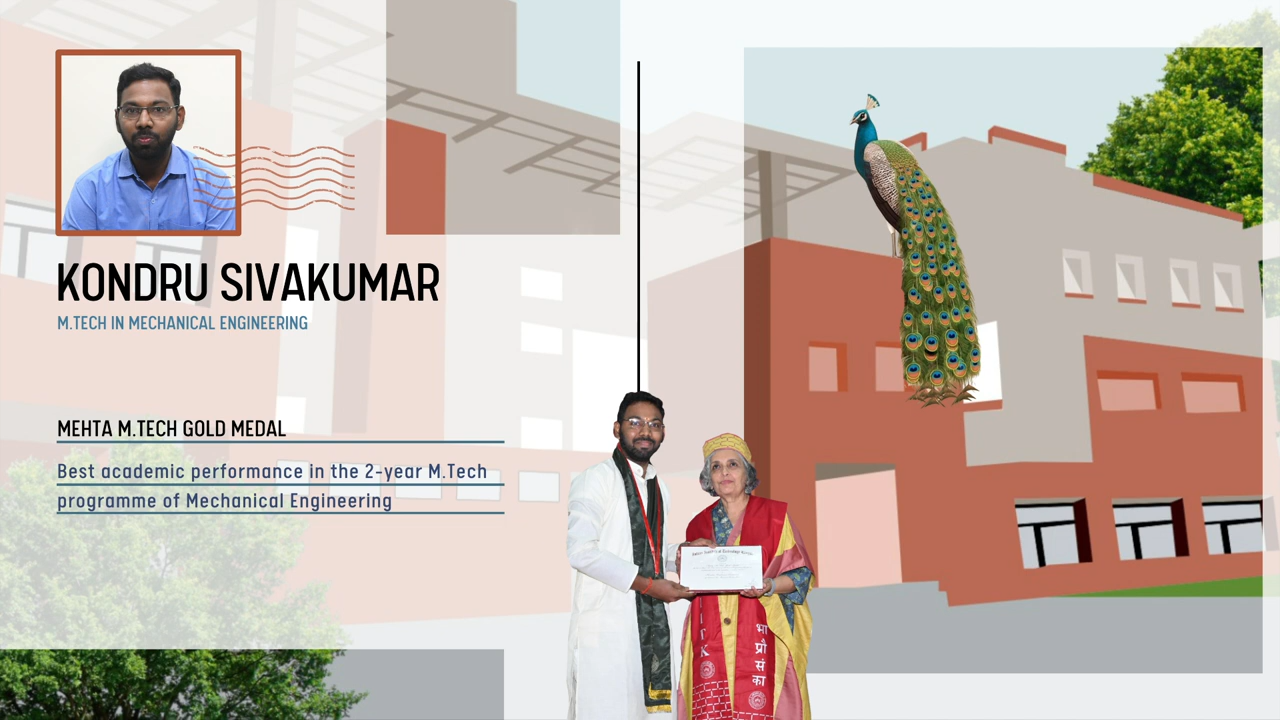 KONDRU SIVAKUMAR
M.TECH IN MECHANICAL ENGINEERING
MEHTA M.TECH GOLD MEDAL
Best academic performance in the 2-year M.Tech
programme of Mechanical Engineering
I T K
भा
प्रौ
सं
का